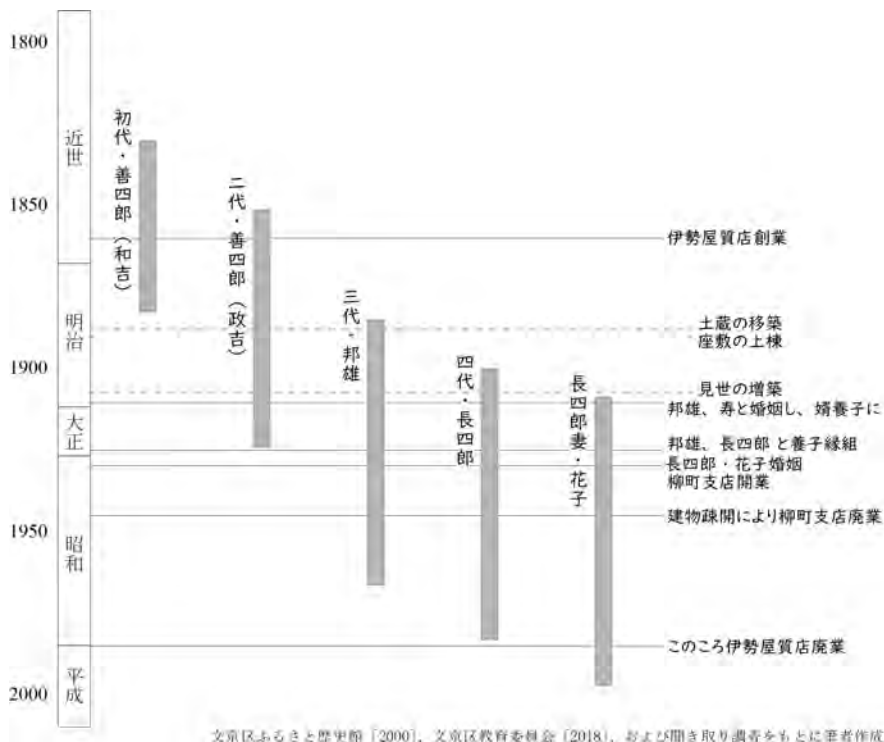 1800
1850
1900
1950
2000
近世
明治
大正
昭和
平成
初代・善四郎（和吉）
二代・善四郎（政吉）
三代・邦雄
四代・長四郎
長四郎妻・花子
伊勢屋質店創業
土蔵の移築
座敷の上棟
見世の増築
邦雄、寿と婚姻し、婿養子に
邦雄、長四郎と養子縁組
長四郎・花子婚姻
柳町支店開業
建物疎開により柳町支店廃業
このころ伊勢屋質店廃業
文京区ふるさと歴史館［2000］、文京区教育委員会［2018］、および聞き取り調査をもとに筆者作成